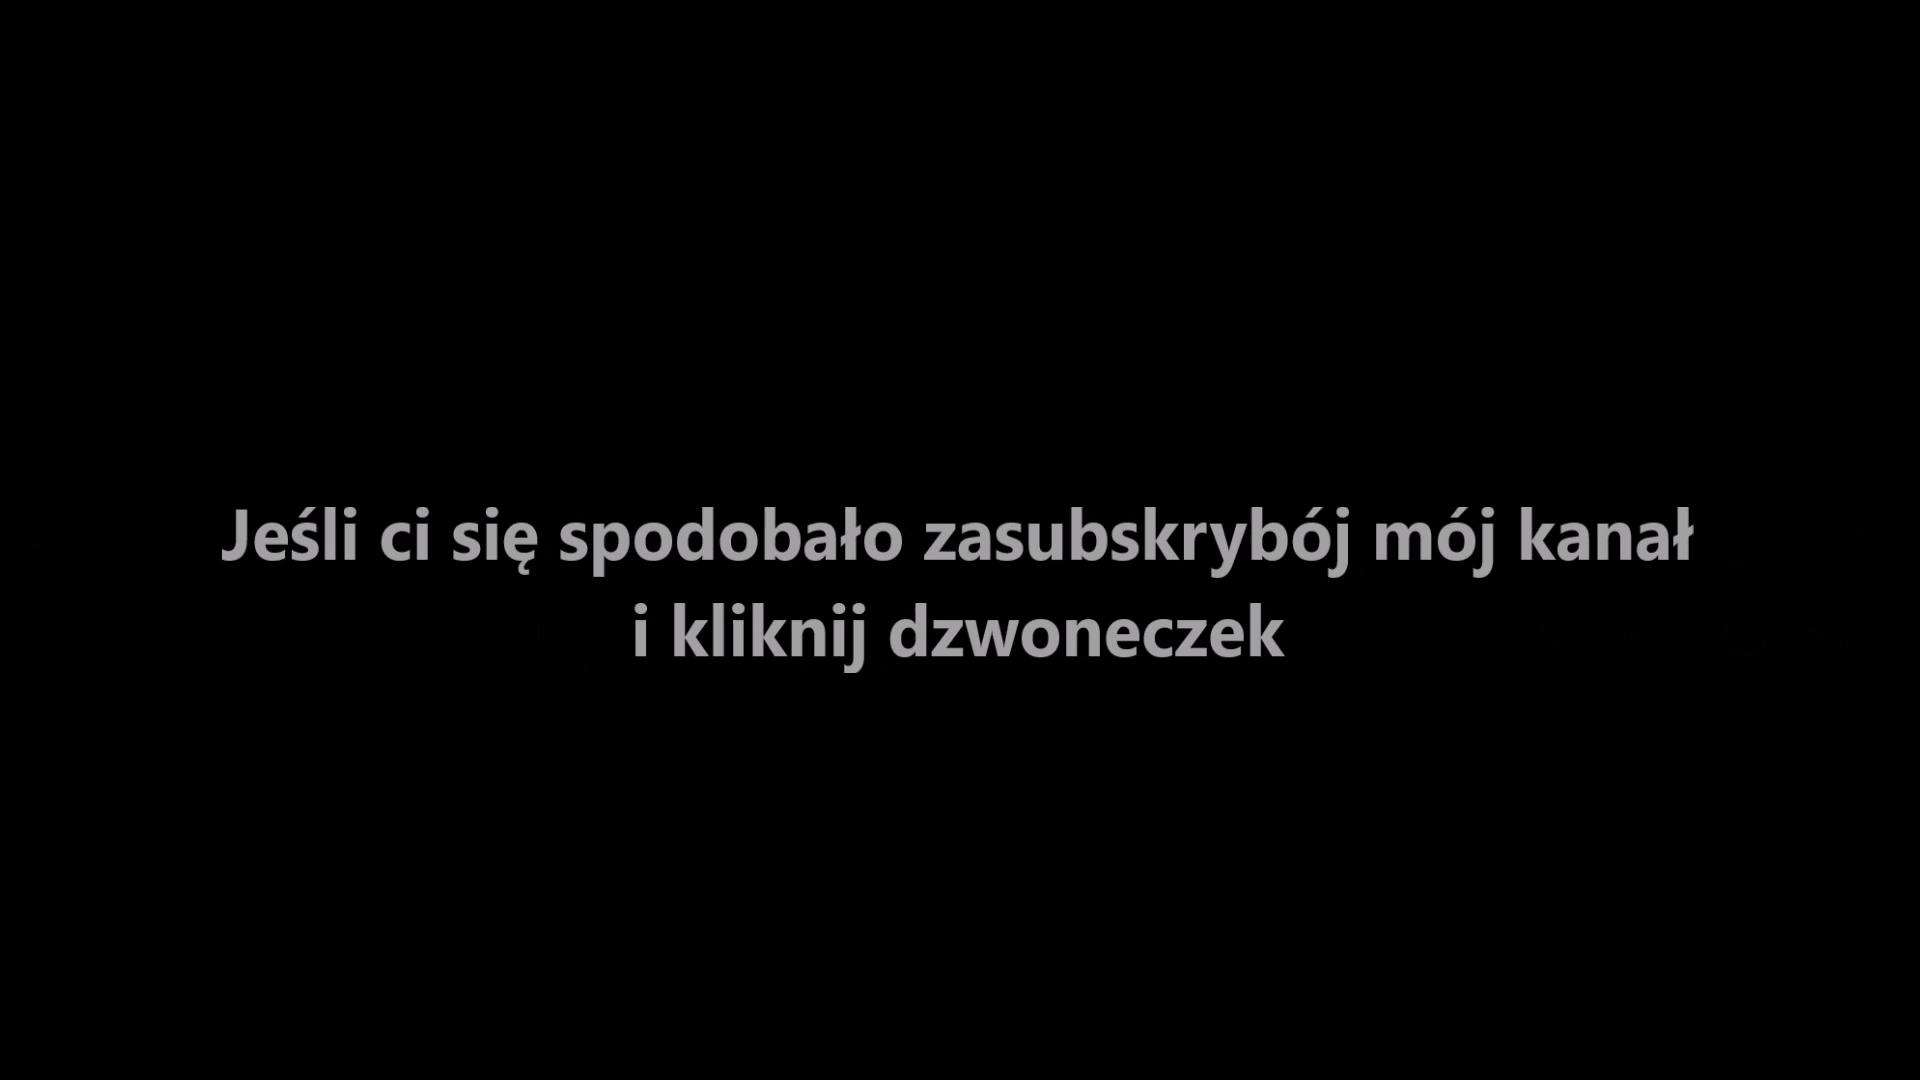 Jeśli ci się spodobało zasubskrybój mój kanał
i kliknij dzwoneczek